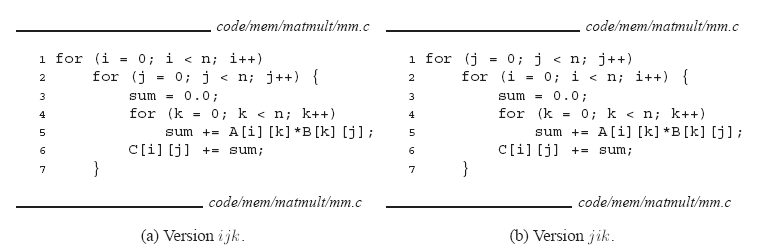 code/mem/matmult/mm.c
1 for (i = 0; i < n; i++)
2 for (j = 0; j < n; j++) {
3 sum = 0.0;
4 for (k = 0; k < n; k++)
5 sum += A[i][k]*B[k][j];
6 C[i][j] += sum;
7 }
code/mem/matmult/mm.c
(a) Version ijk.
code/mem/matmult/mm.c
1 for (j = 0; j < n; j++)
2 for (i = 0; i < n; i++) {
3 sum = 0.0;
4 for (k = 0; k < n; k++)
5 sum += A[i][k]*B[k][j];
6 C[i][j] += sum;
7 }
code/mem/matmult/mm.c
(b) Version jik.